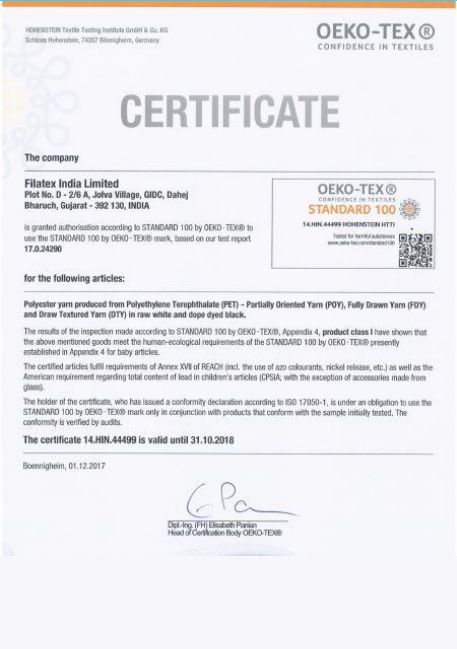 HOHENSTEIN Textile Testing Institute GmbH & Co. KG
Schloss Hohenstein, 74357 Bönnigheim, Germany
OEKO-TEX®
CONFIDENCE IN TEXTILES
CERTIFICATE
The company
Filatex India Limited
Plot No. D - 2/6 A, Jolva Village, GIDC, Dahej
Bharuch, Gujarat - 392 130, INDIA
is granted authorisation according to STANDARD 100 by OEKO-TEX® to
use the STANDARD 100 by OEKO-TEX® mark, based on our test report
17.0.24290
OEKO-TEX®
CONFIDENCE IN TEXTILES
STANDARD 100
14.HIN.44499 HOHENSTEIN HTTI
Tested for harmful substances
www.oeko-tex.com/standard100
for the following articles:
Polyester yarn produced from Polyethylene Terephthalate (PET) – Partially Oriented Yarn (POY), Fully Drawn Yarn (FDY)
and Draw Textured Yarn (DTY) in raw white and dope dyed black.
The results of the inspection made according to STANDARD 100 by OEKO-TEX®, Appendix 4, product class I have shown that
the above mentioned goods meet the human-ecological requirements of the STANDARD 100 by OEKO-TEX® presently
established in Appendix 4 for baby articles.
The certified articles fulfil requirements of Annex XVII of REACH (incl. the use of azo colourants, nickel release, etc.) as well as the
American requirement regarding total content of lead in children's articles (CPSIA; with the exception of accessories made from
glass).
The holder of the certificate, who has issued a conformity declaration according to ISO 17050-1, is under an obligation to use the
STANDARD 100 by OEKO-TEX® mark only in conjunction with products that conform with the sample initially tested. The
conformity is verified by audits.
The certificate 14.HIN.44499 is valid until 31.10.2018
Boennigheim, 01.12.2017
Dipl.-Ing. (FH) Elisabeth Panian
Head of Certification Body OEKO-TEX®